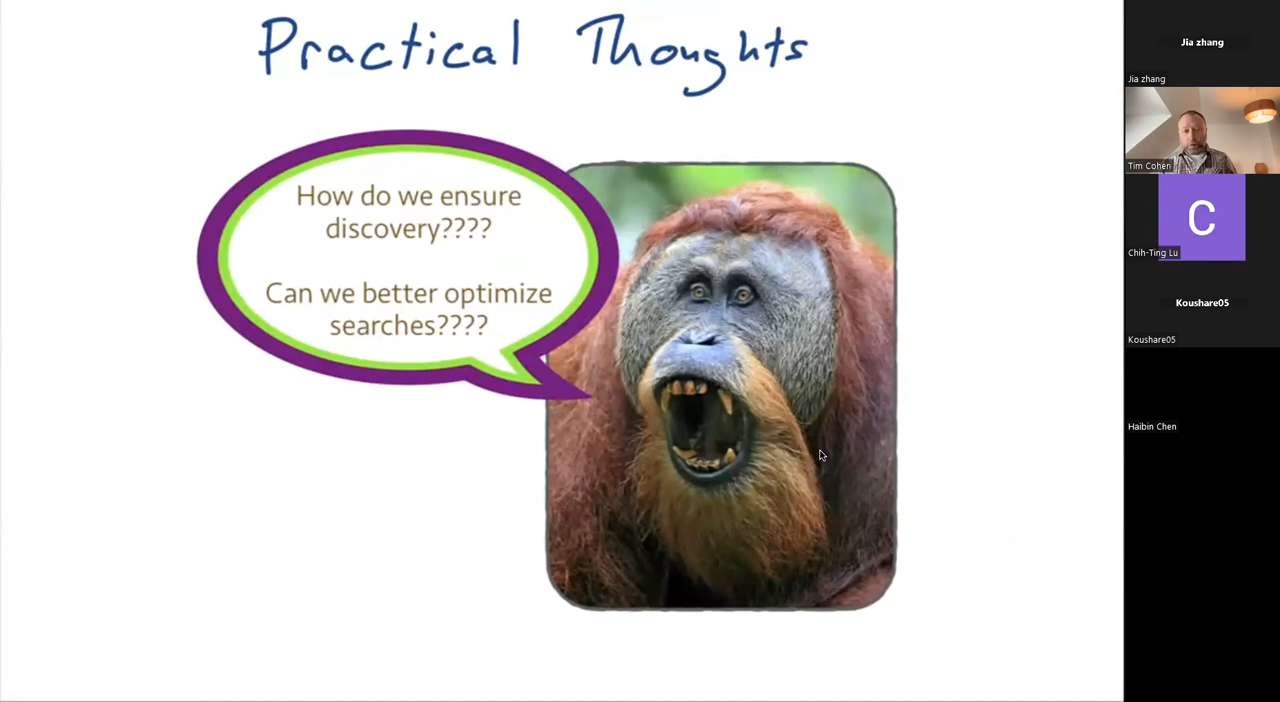 Practical Thoughts
How do we ensure
discovery????
Can we better optimize
searches????
Jia zhang
Jia zhang
Tim Cohen
C
Chih-Ting Lu
Koushare05
Koushare05
Haibin Chen